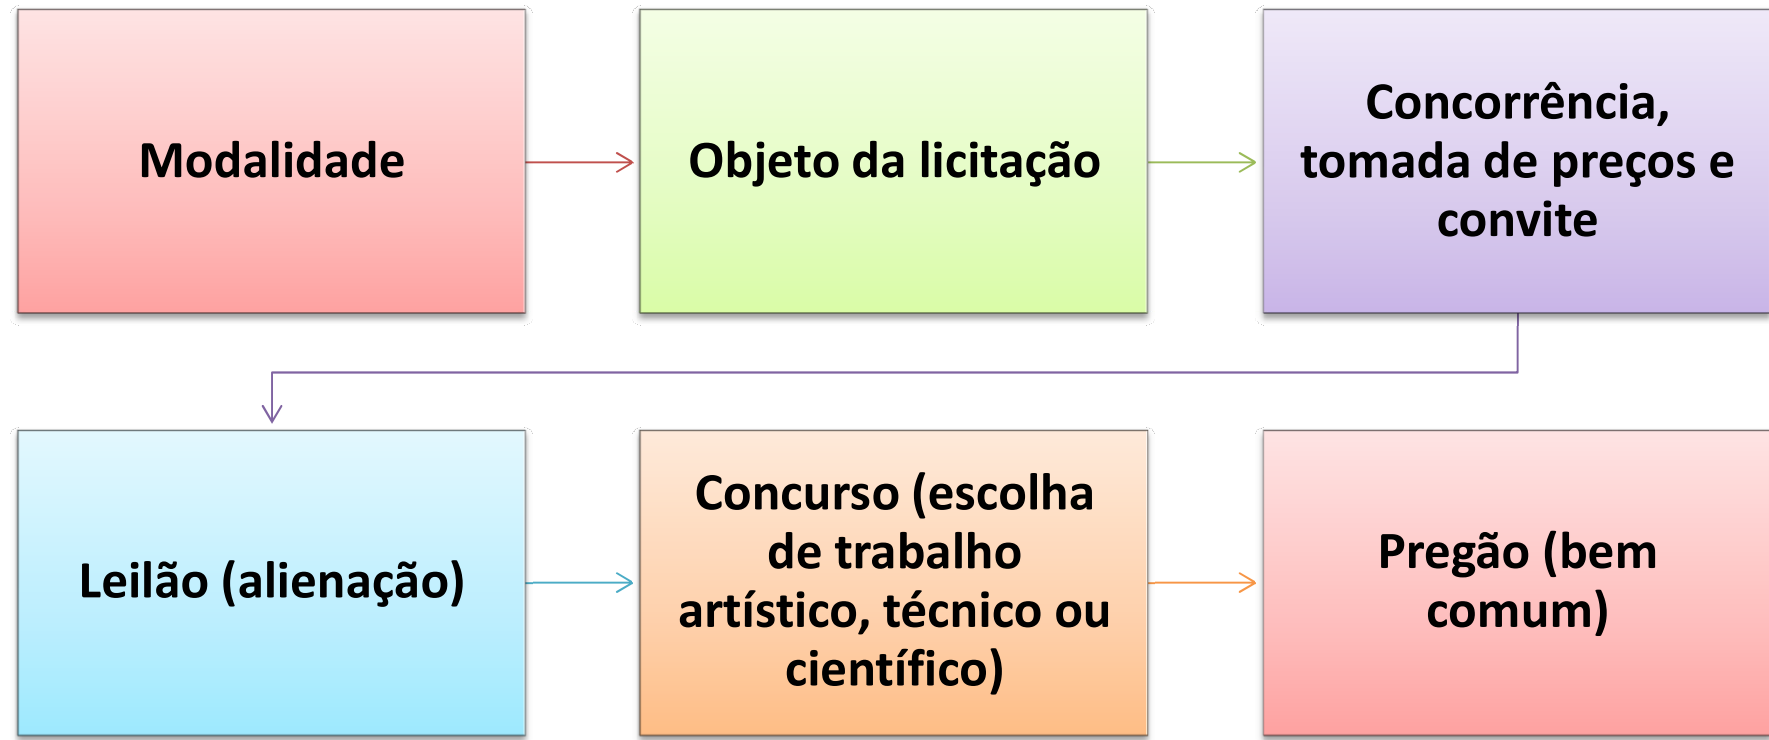 Modalidade
Objeto da licitação
Concorrência,
tomada de preços e
convite
Leilão (alienação)
Concurso (escolha
de trabalho
artístico, técnico ou
científico)
Pregão (bem
comum)